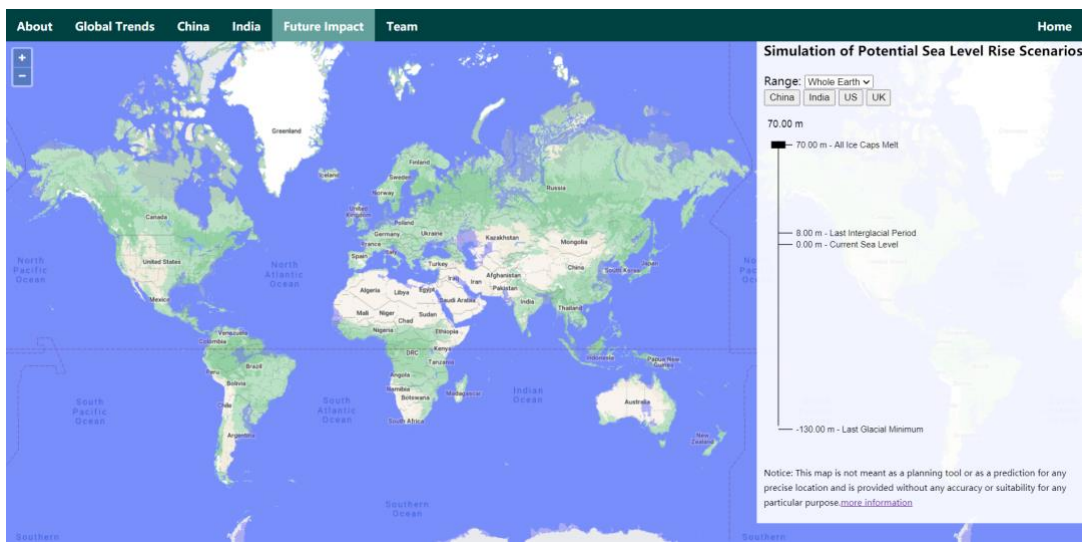 About Global Trends China India Future Impact Team Home
+
−
Simulation of Potential Sea Level Rise Scenarios
Range: Whole Earth
China India US UK
70.00 m
70.00 m - All Ice Caps Melt
8.00 m - Last Interglacial Period
0.00 m - Current Sea Level
-130.00 m - Last Glacial Minimum
Notice: This map is not meant as a planning tool or as a prediction for any
precise location and is provided without any accuracy or suitability for any
particular purpose.more information
Greenland
Iceland
Finland
Sweden
Norway
Russia
United
Kingdom
Poland
Germany
Ukraine
France
Spain
Kazakhstan
Mongolia
Turkey
Canada
United States
Mexico
North
Pacific
Ocean
North
Atlantic
Ocean
Afghanistan
Iraq
Iran
Pakistan
China
South Korea
Japan
Algeria
Libya
Egypt
Saudi Arabia
India
Thailand
Mali
Niger
Chad
Sudan
Nigeria
Ethiopia
DRC
Kenya
Tanzania
Angola
Namibia
Botswana
Madagascar
South Africa
Venezuela
Colombia
Peru
Brazil
Bolivia
Chile
Argentina
Indonesia
Papua New
Guinea
Australia
New
Zealand
South
Pacific
Ocean
South
Atlantic
Ocean
Indian
Ocean
Southern
Ocean
Southern
Southern